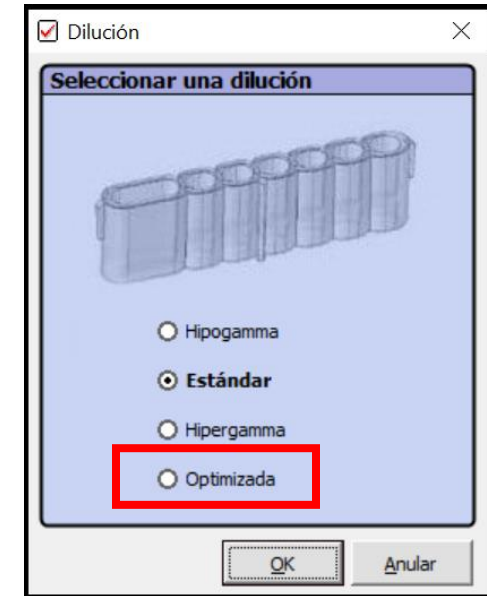 Dilución
Seleccionar una dilución
Hipogamma
Estándar
Hipergamma
Optimizada
OK
Anular